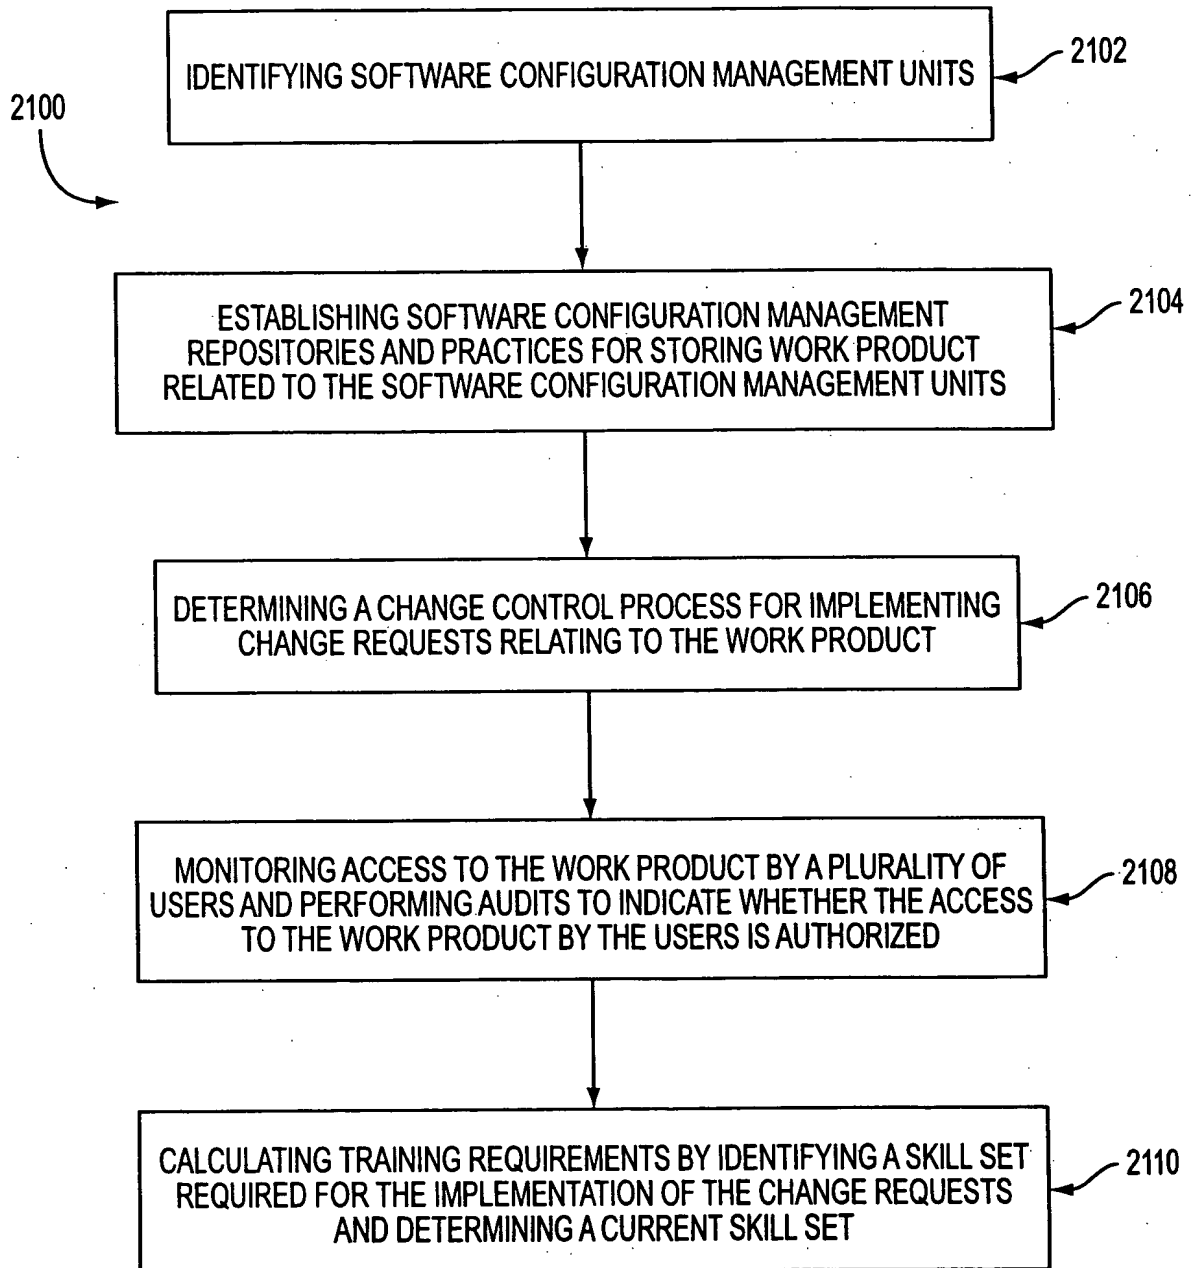 IDENTIFYING SOFTWARE CONFIGURATION MANAGEMENT UNITS
2102
2100
ESTABLISHING SOFTWARE CONFIGURATION MANAGEMENT
REPOSITORIES AND PRACTICES FOR STORING WORK PRODUCT
RELATED TO THE SOFTWARE CONFIGURATION MANAGEMENT UNITS
2104
DETERMINING A CHANGE CONTROL PROCESS FOR IMPLEMENTING
CHANGE REQUESTS RELATING TO THE WORK PRODUCT
2106
MONITORING ACCESS TO THE WORK PRODUCT BY A PLURALITY OF
USERS AND PERFORMING AUDITS TO INDICATE WHETHER THE ACCESS
TO THE WORK PRODUCT BY THE USERS IS AUTHORIZED
2108
CALCULATING TRAINING REQUIREMENTS BY IDENTIFYING A SKILL SET
REQUIRED FOR THE IMPLEMENTATION OF THE CHANGE REQUESTS
AND DETERMINING A CURRENT SKILL SET
2110